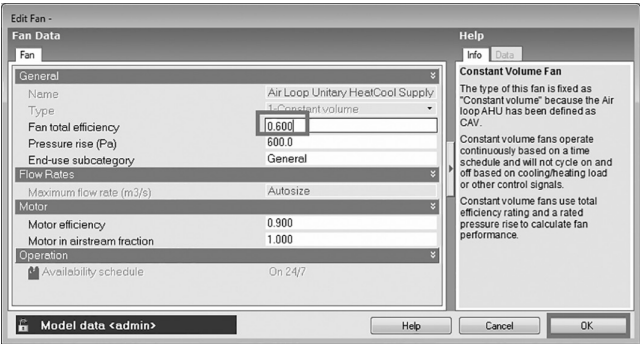 Edit Fan -
Fan Data
Fan
General
Name Air Loop Unitary HeatCool Supply
Type 1-Constant volume
Fan total efficiency 0.600
Pressure rise (Pa) 600.0
End-use subcategory General
Flow Rates
Maximum flow rate (m3/s) Autosize
Motor
Motor efficiency 0.900
Motor in airstream fraction 1.000
Operation
Availability schedule On 24/7
Help
Info Data
Constant Volume Fan
The type of this fan is fixed as
"Constant volume" because the Air
loop AHU has been defined as
CAV.
Constant volume fans operate
continuously based on a time
schedule and will not cycle on and
off based on cooling/heating load
or other control signals.
Constant volume fans use total
efficiency rating and a rated
pressure rise to calculate fan
performance.
Model data <admin> Help Cancel OK